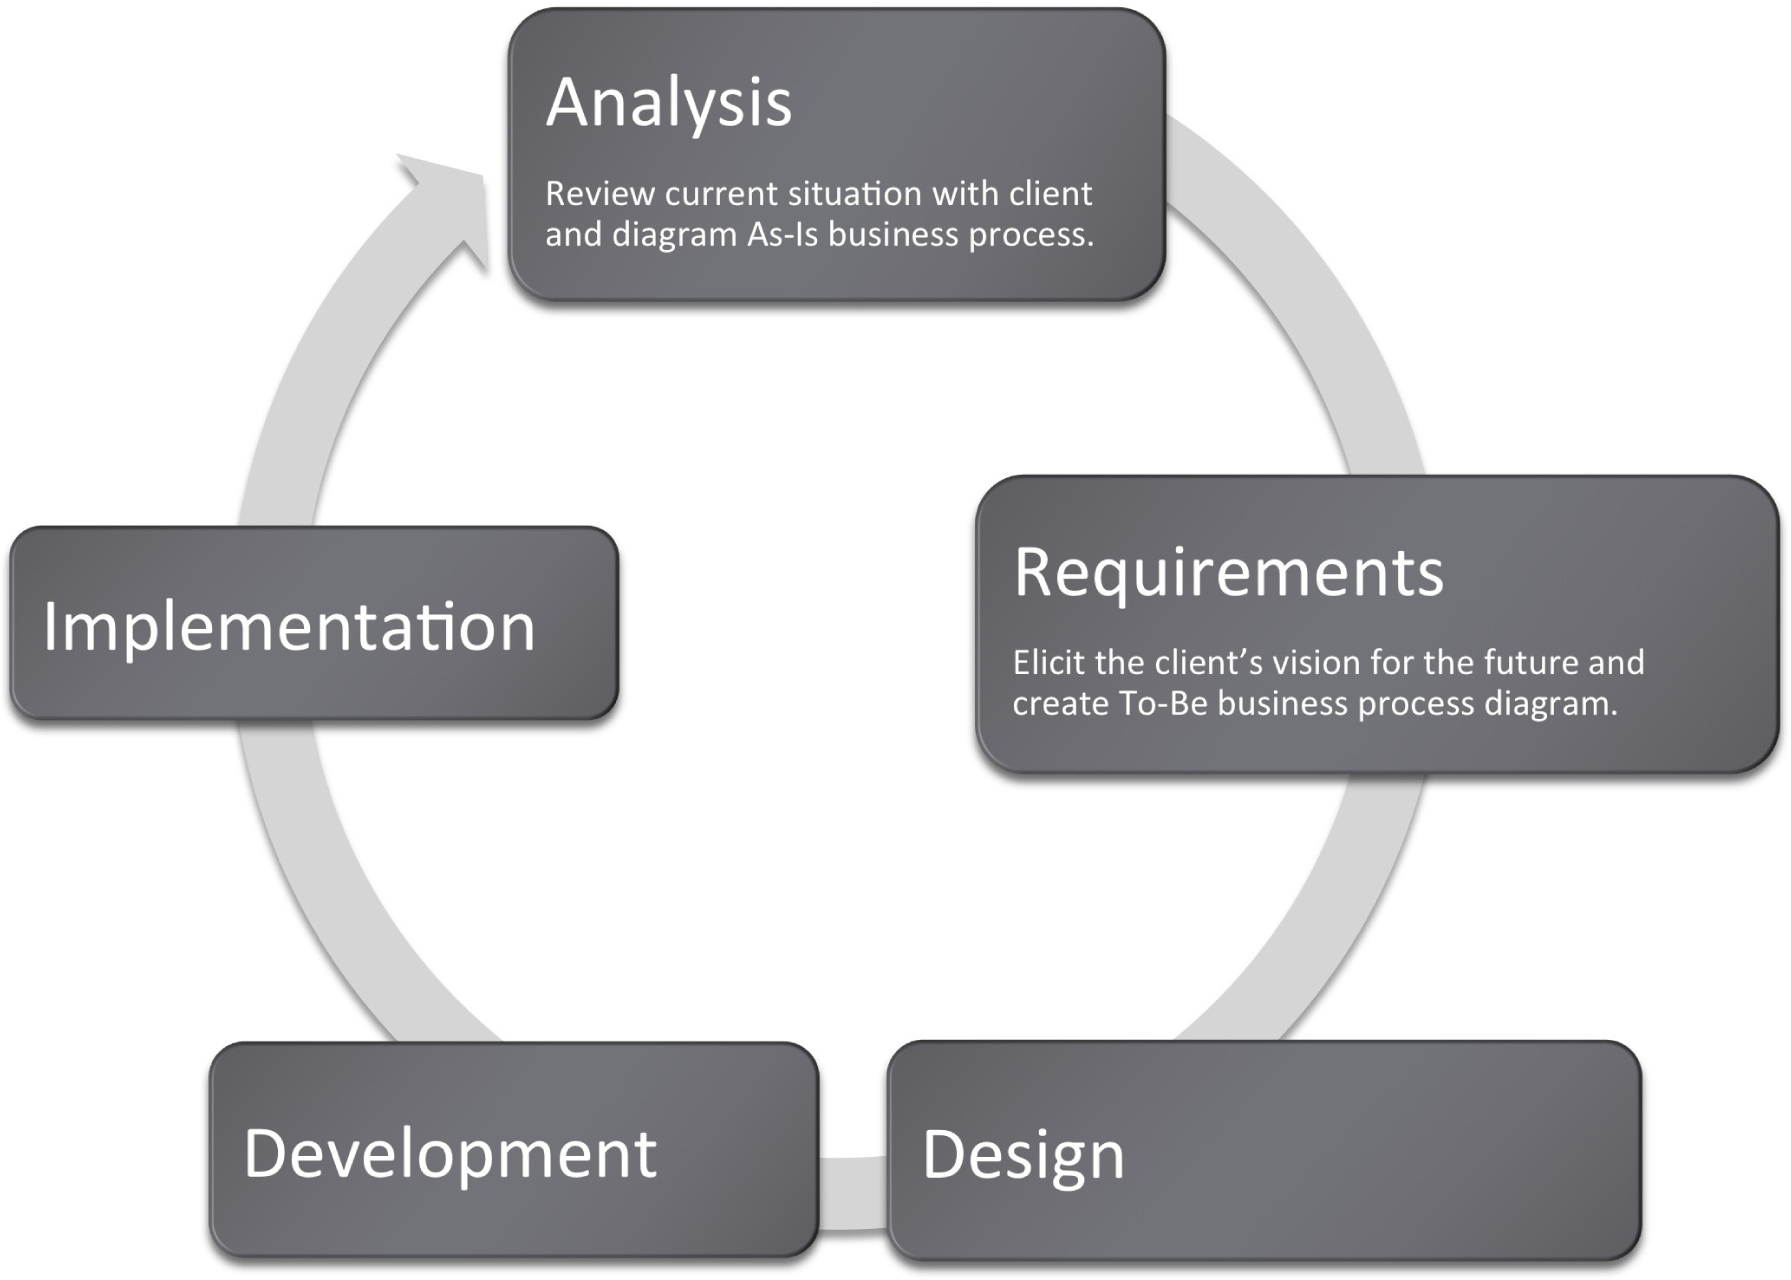 Analysis
Review current situation with client
and diagram As-Is business process.
Requirements
Elicit the client’s vision for the future and
create To-Be business process diagram.
Design
Development
Implementation